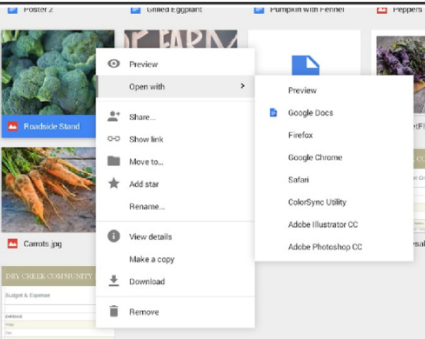 Poster 2
Grilled Eggplant
Pumpkin with Fennel
Peppers
Preview
Open with
Share...
Show link
Move to...
Add star
Rename...
View details
Make a copy
Download
Remove
Preview
Google Docs
Firefox
Google Chrome
Safari
ColorSync Utility
Adobe Illustrator CC
Adobe Photoshop CC
Roadside Stand
Carrots.jpg
DRY CREEK COMMUNITY
Budget & Expense